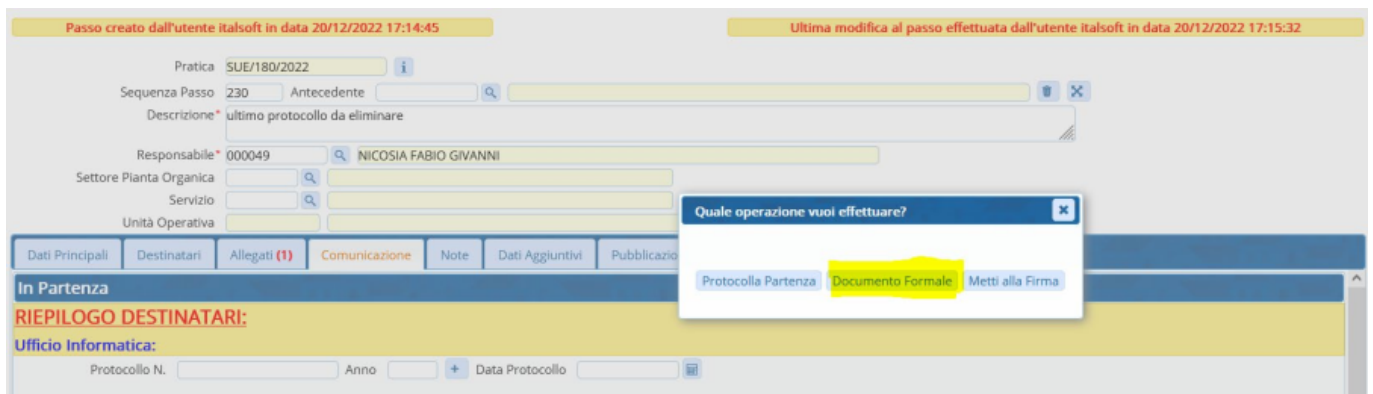 Passo creato dall'utente italsoft in data 20/12/2022 17:14:45
Ultima modifica al passo effettuata dall'utente italsoft in data 20/12/2022 17:15:32
Pratica SUE/180/2022 i
Sequenza Passo 230 Antecedente
Descrizione* ultimo protocollo da eliminare
Responsabile* 000049 NICOSIA FABIO GIVANNI
Settore Pianta Organica
Servizio
Unità Operativa
Quale operazione vuoi effettuare?
Protocolla Partenza Documento Formale Metti alla Firma
Dati Principali Destinatari Allegati (1) Comunicazione Note Dati Aggiuntivi Pubblicazio
In Partenza
RIEPILOGO DESTINATARI:
Ufficio Informatica:
Protocollo N. Anno + Data Protocollo